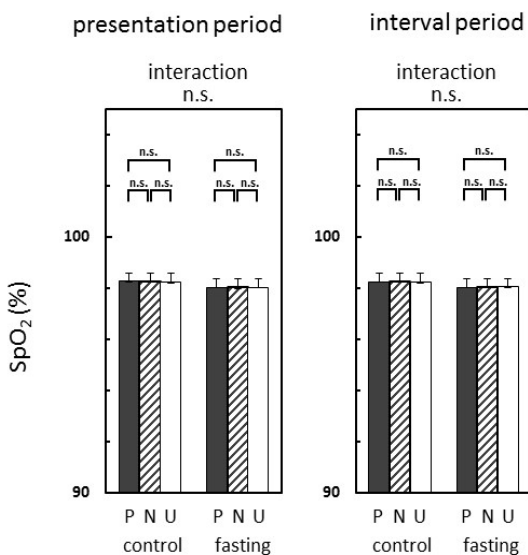 presentation period
interval period
interaction
n.s.
interaction
n.s.
n.s.
n.s.
n.s.
n.s.
n.s. n.s.
n.s. n.s.
n.s. n.s.
n.s. n.s.
100
100
SpO₂ (%)
90
90
P N U
P N U
P N U
P N U
control
fasting
control
fasting